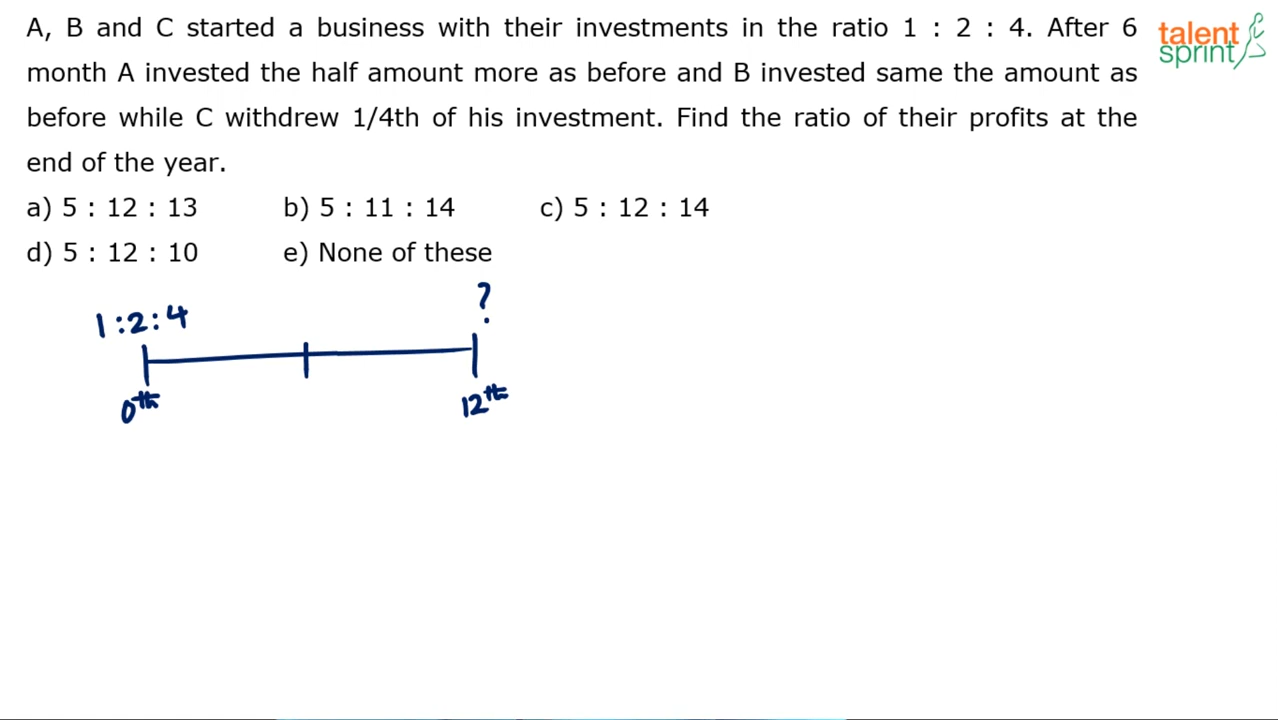 A, B and C started a business with their investments in the ratio 1 : 2 : 4. After 6
month A invested the half amount more as before and B invested same the amount as
before while C withdrew 1/4th of his investment. Find the ratio of their profits at the
end of the year.
a) 5 : 12 : 13 b) 5 : 11 : 14 c) 5 : 12 : 14
d) 5 : 12 : 10 e) None of these
talent
sprint
?
1:2:4
0th 12th